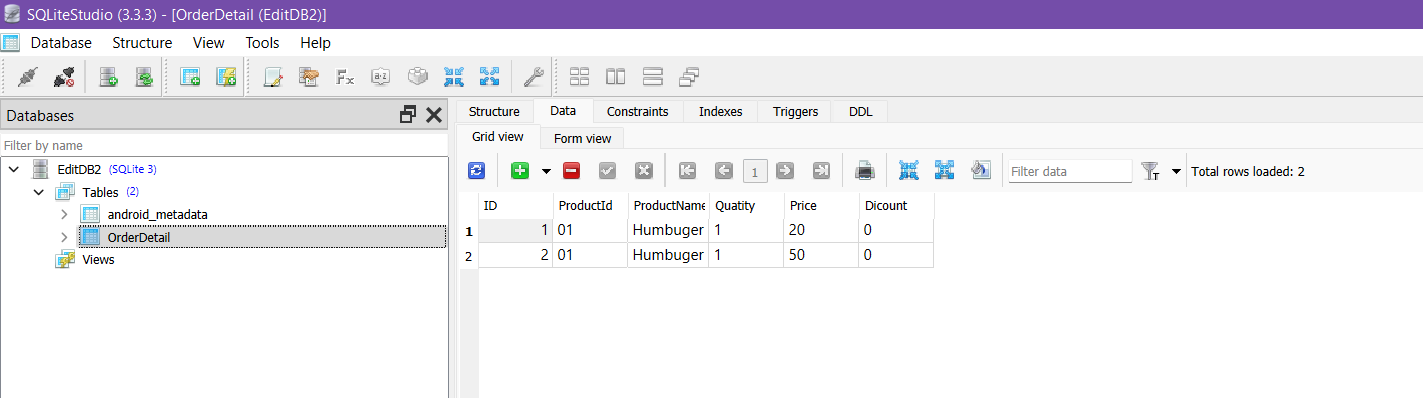 SQLiteStudio (3.3.3) - [OrderDetail (EditDB2)]
Database Structure View Tools Help
Databases
Filter by name
EditDB2 (SQLite 3)
Tables (2)
android_metadata
OrderDetail
Views
Structure Data Constraints Indexes Triggers DDL
Grid view Form view
1 Filter data T Total rows loaded: 2
ID ProductId ProductName Quatity Price Dicount
1 1 01 Humbuger 1 20 0
2 2 01 Humbuger 1 50 0